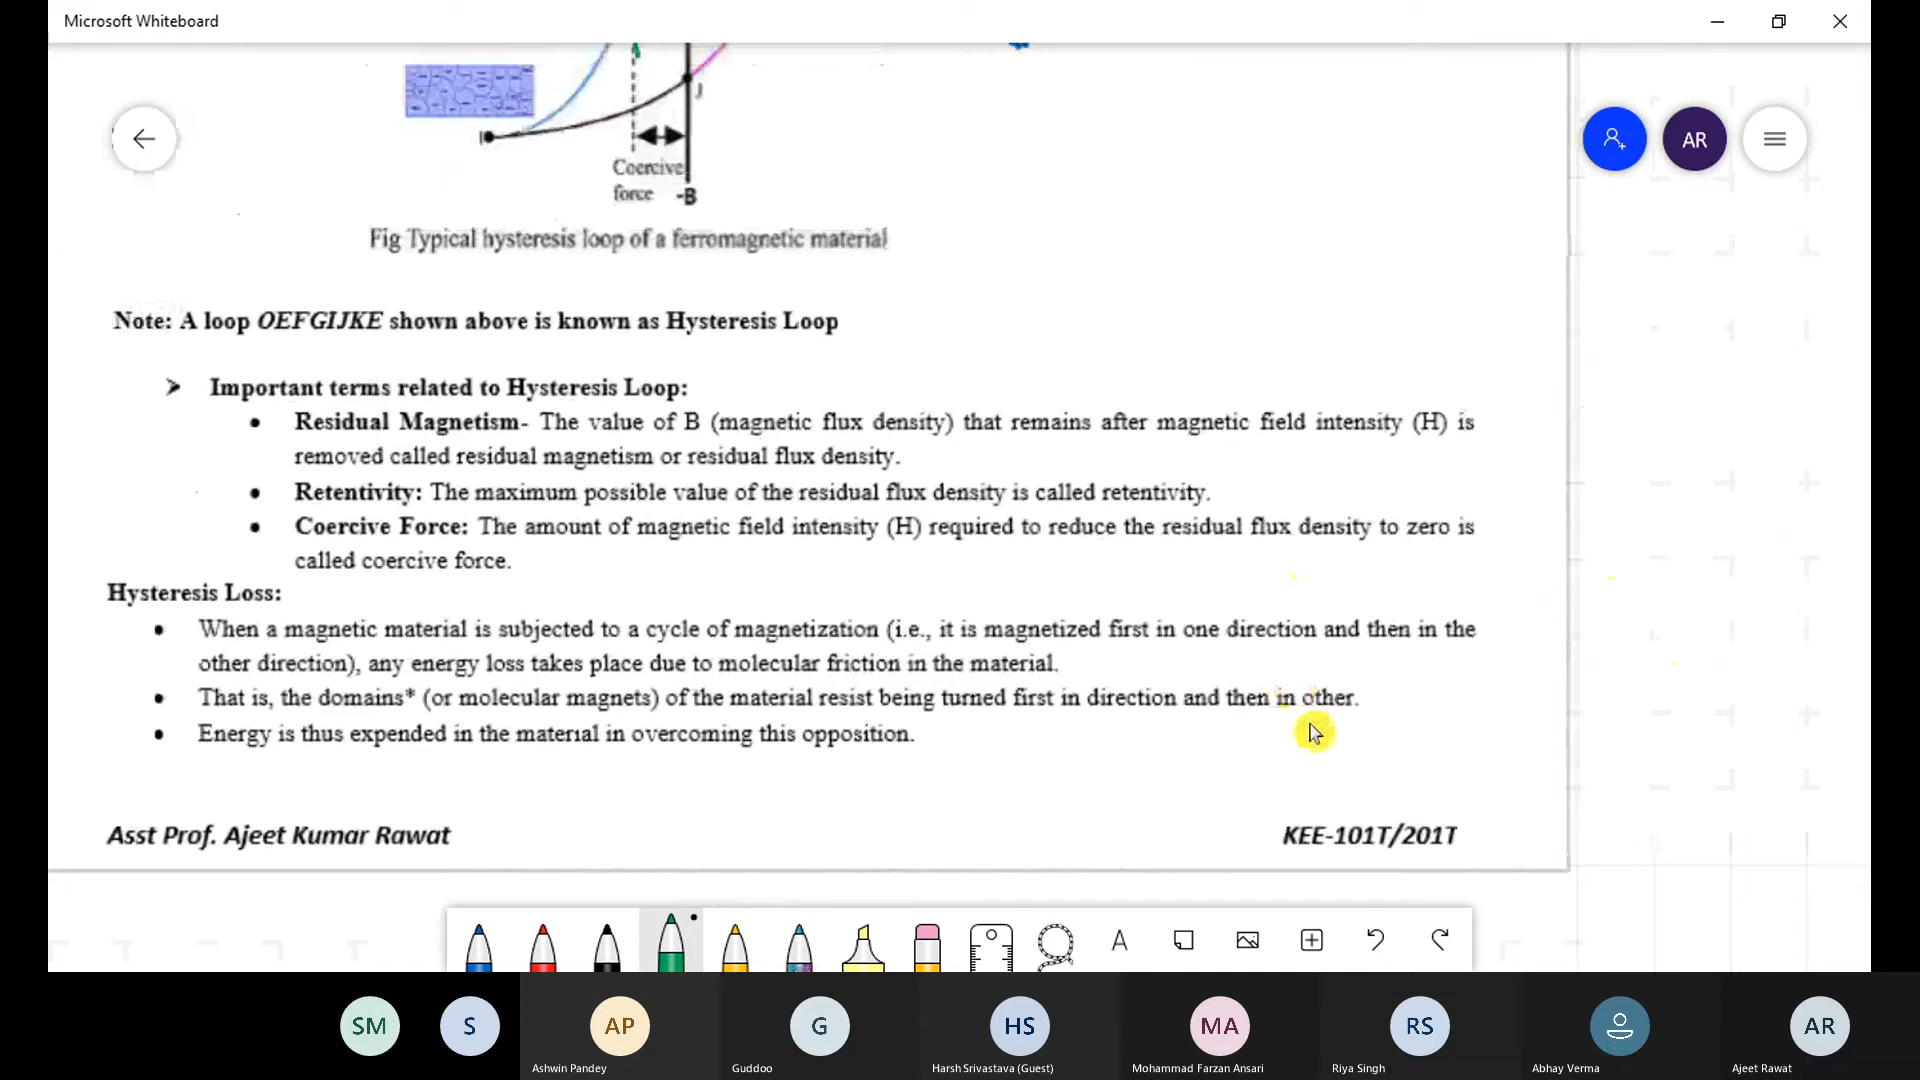 Microsoft Whiteboard
J
Coercive
force -B
Fig Typical hysteresis loop of a ferromagnetic material
AR
Note: A loop OEFGIJKE shown above is known as Hysteresis Loop
➤ Important terms related to Hysteresis Loop:
• Residual Magnetism- The value of B (magnetic flux density) that remains after magnetic field intensity (H) is
removed called residual magnetism or residual flux density.
• Retentivity: The maximum possible value of the residual flux density is called retentivity.
• Coercive Force: The amount of magnetic field intensity (H) required to reduce the residual flux density to zero is
called coercive force.
Hysteresis Loss:
• When a magnetic material is subjected to a cycle of magnetization (i.e., it is magnetized first in one direction and then in the
other direction), any energy loss takes place due to molecular friction in the material.
• That is, the domains* (or molecular magnets) of the material resist being turned first in direction and then in other.
• Energy is thus expended in the material in overcoming this opposition.
Asst Prof. Ajeet Kumar Rawat KEE-101T/201T
A
SM S AP G HS MA RS AR
Ashwin Pandey Guddoo Harsh Srivastava (Guest) Mohammad Farzan Ansari Riya Singh Abhay Verma Ajeet Rawat